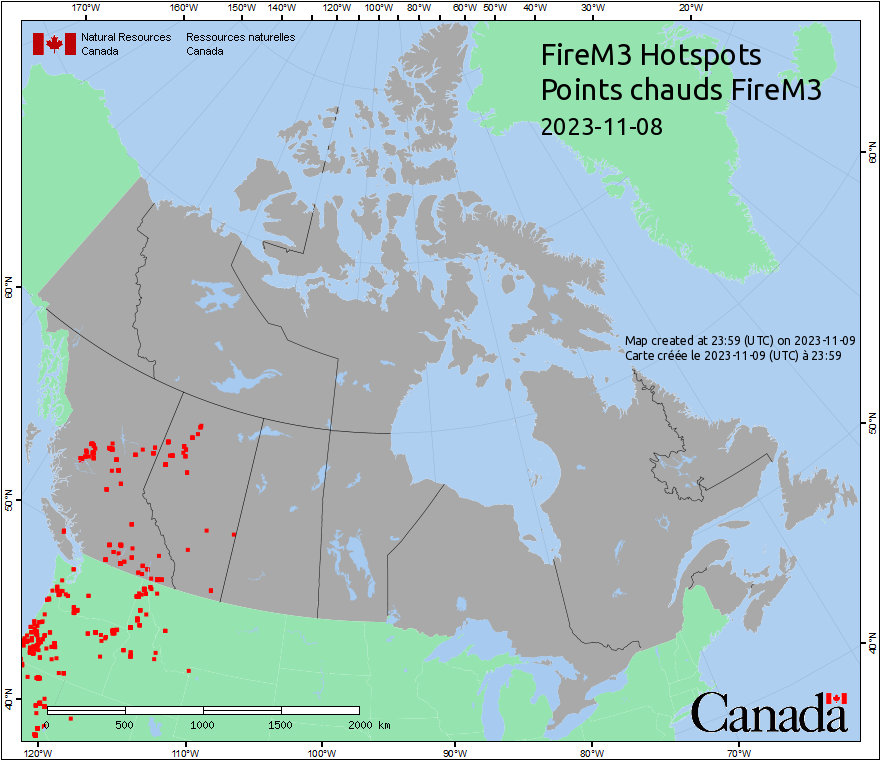 170°W 160°W 150°W 140°W 120°W 100°W 80°W 60°W 50°W 40°W 30°W 20°W
Natural Resources Ressources naturelles
Canada Canada
FireM3 Hotspots
Points chauds FireM3
2023-11-08
60°N
60°N
Map created at 23:59 (UTC) on 2023-11-09
Carte créée le 2023-11-09 (UTC) à 23:59
50°N
50°N
40°N
40°N
Canada
0 500 1000 1500 2000 km
120°W 110°W 100°W 90°W 80°W 70°W